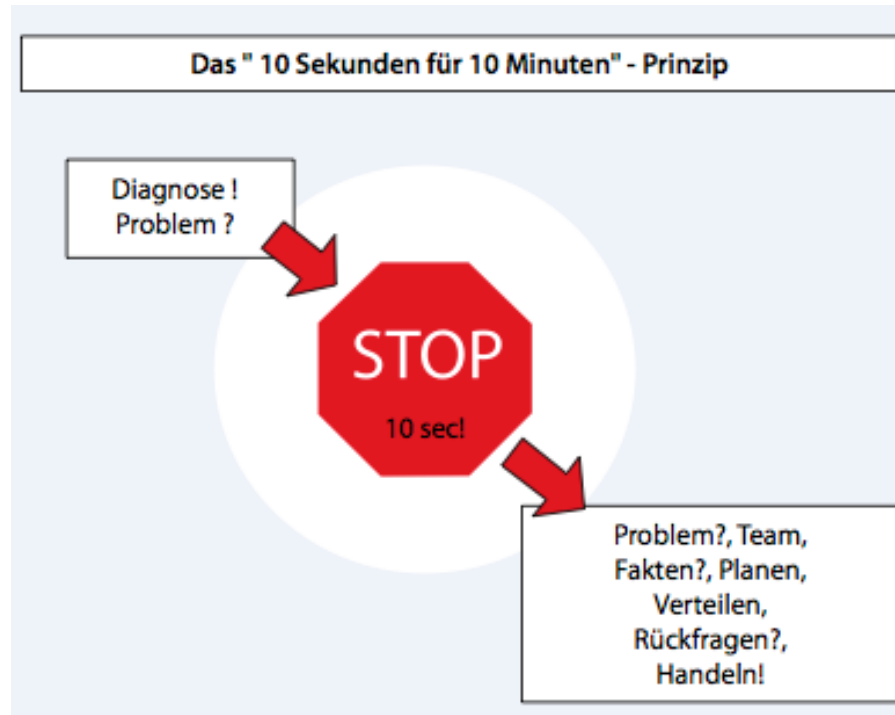 Das " 10 Sekunden für 10 Minuten" - Prinzip
Diagnose !
Problem ?
STOP
10 sec!
Problem?, Team,
Fakten?, Planen,
Verteilen,
Rückfragen?,
Handeln!